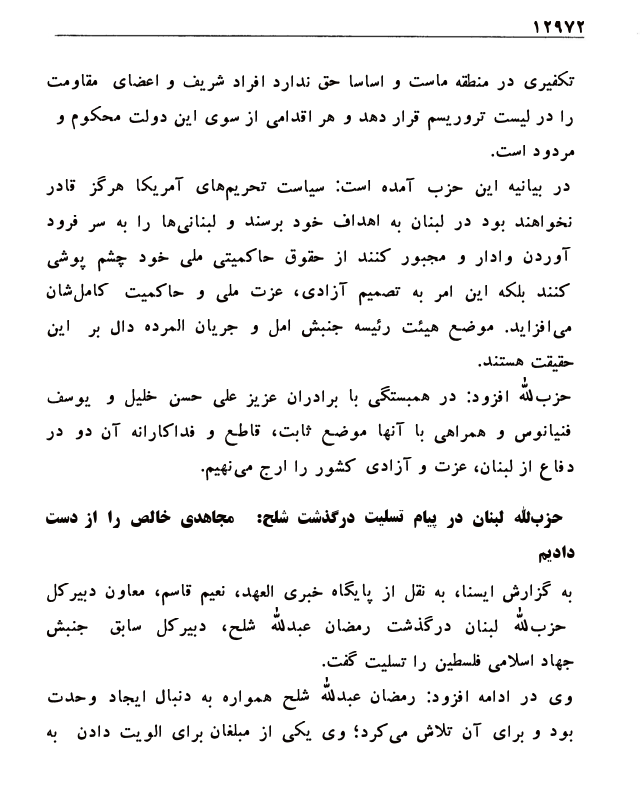 ۱۲۹۷۲
تکفیری در منطقه ماست و اساسا حق ندارد افراد شریف و اعضای مقاومت
را در لیست تروریسم قرار دهد و هر اقدامی از سوی این دولت محکوم و
مردود است.
در بیانیه این حزب آمده است: سیاست تحریم‌های آمریکا هرگز قادر
نخواهند بود در لبنان به اهداف خود برسند و لبنانی‌ها را به سر فرود
آوردن وادار و مجبور کنند از حقوق حاکمیتی ملی خود چشم پوشی
کنند بلکه این امر به تصمیم آزادی، عزت ملی و حاکمیت کامل‌شان
می‌افزاید. موضع هیئت رئیسه جنبش امل و جریان المرده دال بر این
حقیقت هستند.
حزب‌الله افزود: در همبستگی با برادران عزیز علی حسن خلیل و یوسف
فنیانوس و همراهی با آنها موضع ثابت، قاطع و فداکارانه آن دو در
دفاع از لبنان، عزت و آزادی کشور را ارج می‌نهیم.
حزب‌الله لبنان در پیام تسلیت درگذشت شلح: مجاهدی خالص را از دست
دادیم
به گزارش ایسنا، به نقل از پایگاه خبری العهد، نعیم قاسم، معاون دبیرکل
حزب‌الله لبنان درگذشت رمضان عبدالله شلح، دبیرکل سابق جنبش
جهاد اسلامی فلسطین را تسلیت گفت.
وی در ادامه افزود: رمضان عبدالله شلح همواره به دنبال ایجاد وحدت
بود و برای آن تلاش می‌کرد؛ وی یکی از مبلغان برای الویت دادن به